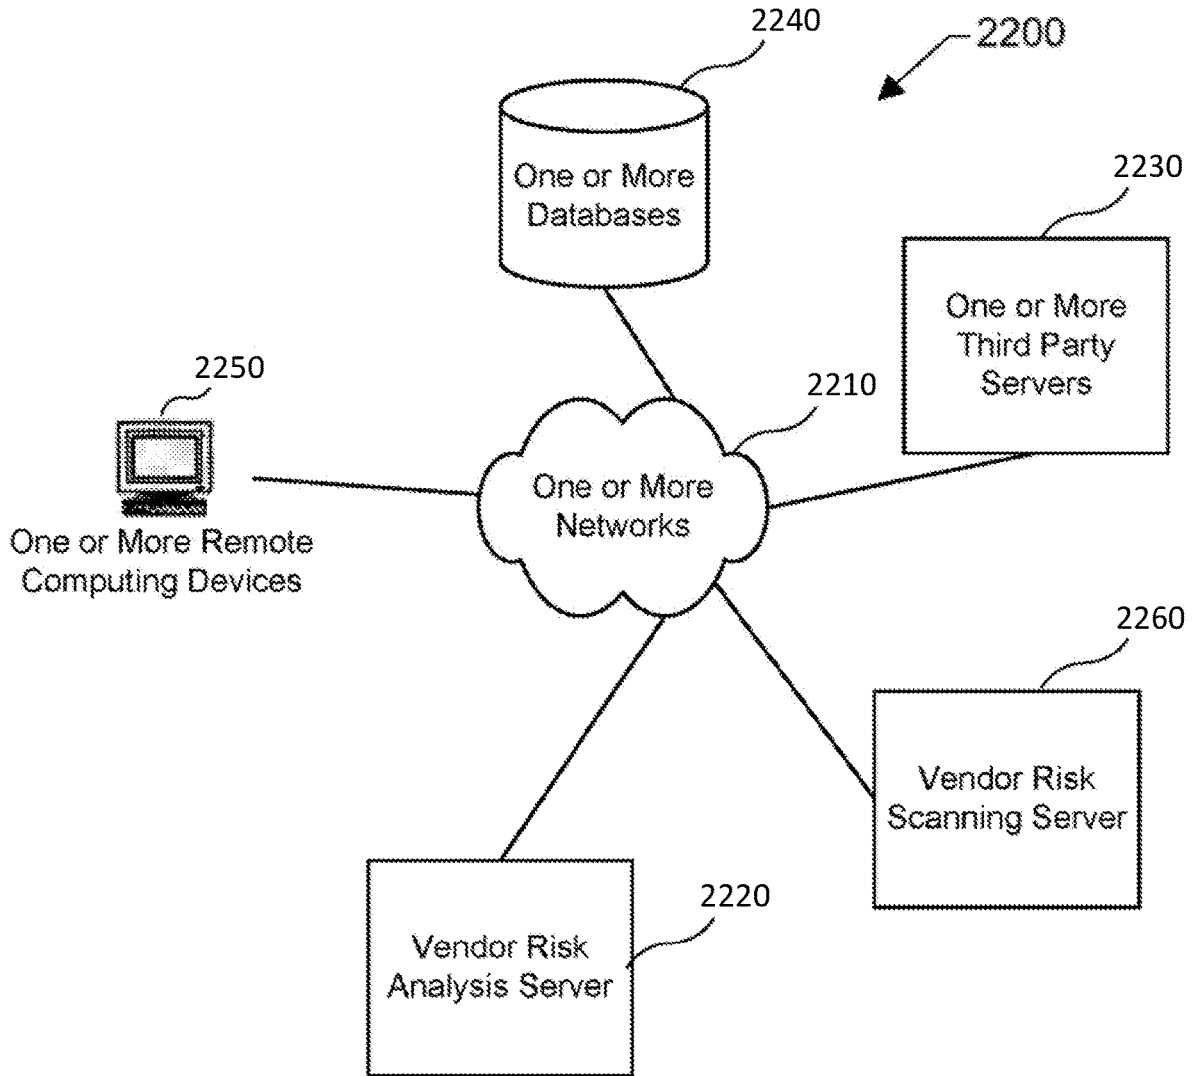 2240
2200
One or More
Databases
2230
One or More
Third Party
Servers
2250
2210
One or More
Networks
One or More Remote
Computing Devices
2260
Vendor Risk
Scanning Server
2220
Vendor Risk
Analysis Server